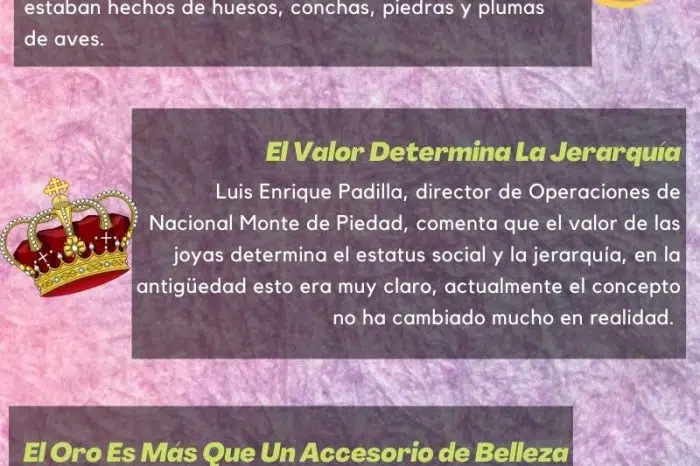 estaban hechos de huesos, conchas, piedras y plumas
de aves.
El Valor Determina La Jerarquía
Luis Enrique Padilla, director de Operaciones de
Nacional Monte de Piedad, comenta que el valor de las
joyas determina el estatus social y la jerarquía, en la
antigüedad esto era muy claro, actualmente el concepto
no ha cambiado mucho en realidad.
El Oro Es Más Que Un Accesorio de Belleza